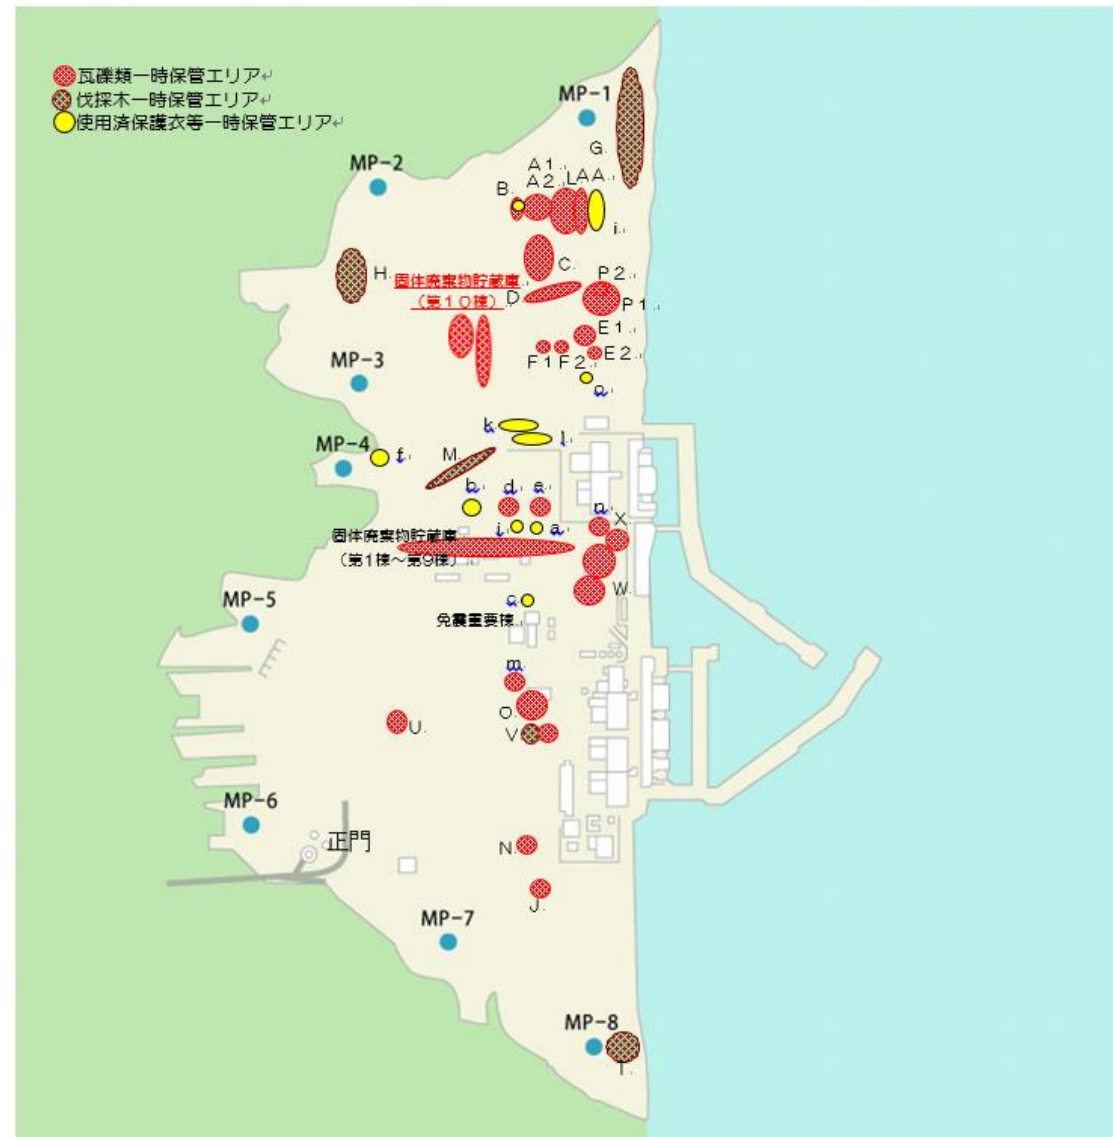 瓦礫類一時保管エリア
伐採木一時保管エリア
使用済保護衣等一時保管エリア
MP-1
G.
MP-2
A1
A2 L AA
B.
i.
H.
C.
固体廃棄物貯蔵庫
(第10棟)
D
P2
P1
E1
F1 F2 E2
MP-3
o
k
l
MP-4
f
M.
b d e
n
X
j a
固体廃棄物貯蔵庫
(第1棟~第9棟)
W.
MP-5
c
免震重要棟
m
O.
U.
V
MP-6
正門
N.
J.
MP-7
MP-8
T.